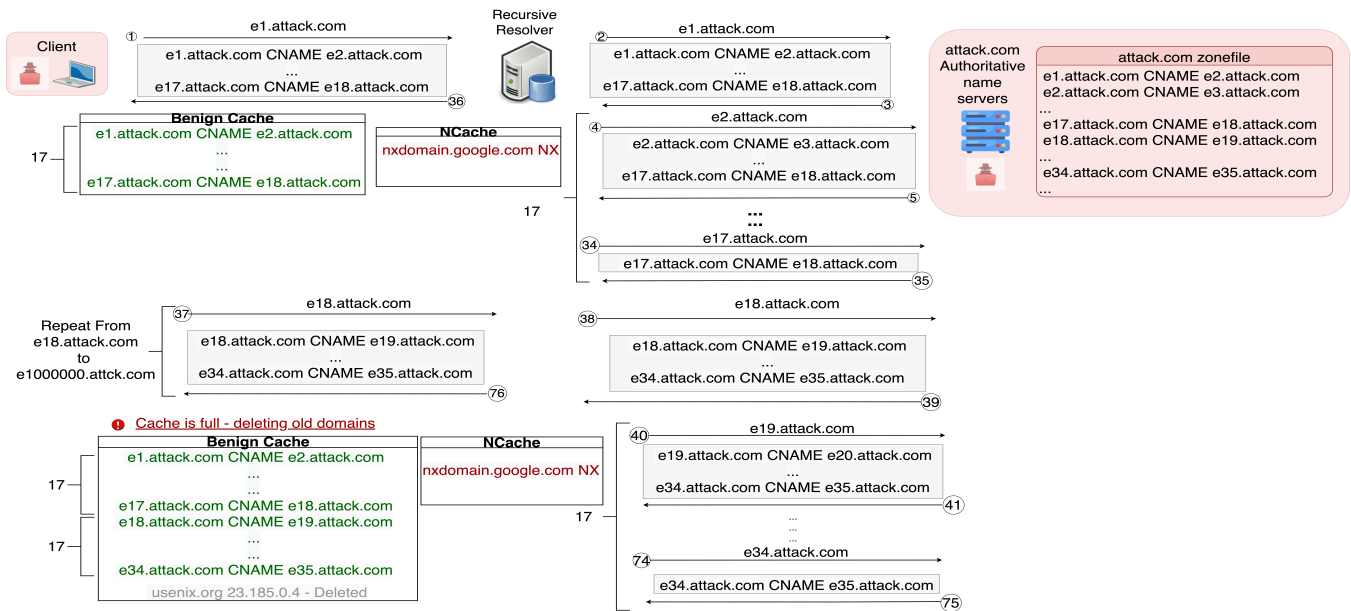 Client
①
e1.attack.com
e1.attack.com CNAME e2.attack.com
...
e17.attack.com CNAME e18.attack.com
36
Recursive
Resolver
②
e1.attack.com
e1.attack.com CNAME e2.attack.com
...
e17.attack.com CNAME e18.attack.com
③
attack.com
Authoritative
name
servers
attack.com zonefile
e1.attack.com CNAME e2.attack.com
e2.attack.com CNAME e3.attack.com
...
e17.attack.com CNAME e18.attack.com
e18.attack.com CNAME e19.attack.com
...
e34.attack.com CNAME e35.attack.com
...
17
Benign Cache
e1.attack.com CNAME e2.attack.com
...
...
e17.attack.com CNAME e18.attack.com
NCache
nxdomain.google.com NX
17
④
e2.attack.com
e2.attack.com CNAME e3.attack.com
...
e17.attack.com CNAME e18.attack.com
⑤
...
...
34
e17.attack.com
e17.attack.com CNAME e18.attack.com
35
Repeat From
e18.attack.com
to
e1000000.attck.com
37
e18.attack.com
e18.attack.com CNAME e19.attack.com
...
e34.attack.com CNAME e35.attack.com
76
38
e18.attack.com
e18.attack.com CNAME e19.attack.com
...
e34.attack.com CNAME e35.attack.com
39
Cache is full - deleting old domains
Benign Cache
17
e1.attack.com CNAME e2.attack.com
...
...
e17.attack.com CNAME e18.attack.com
17
e18.attack.com CNAME e19.attack.com
...
...
e34.attack.com CNAME e35.attack.com
usenix.org 23.185.0.4 - Deleted
NCache
nxdomain.google.com NX
17
40
e19.attack.com
e19.attack.com CNAME e20.attack.com
...
e34.attack.com CNAME e35.attack.com
41
...
...
...
74
e34.attack.com
e34.attack.com CNAME e35.attack.com
75